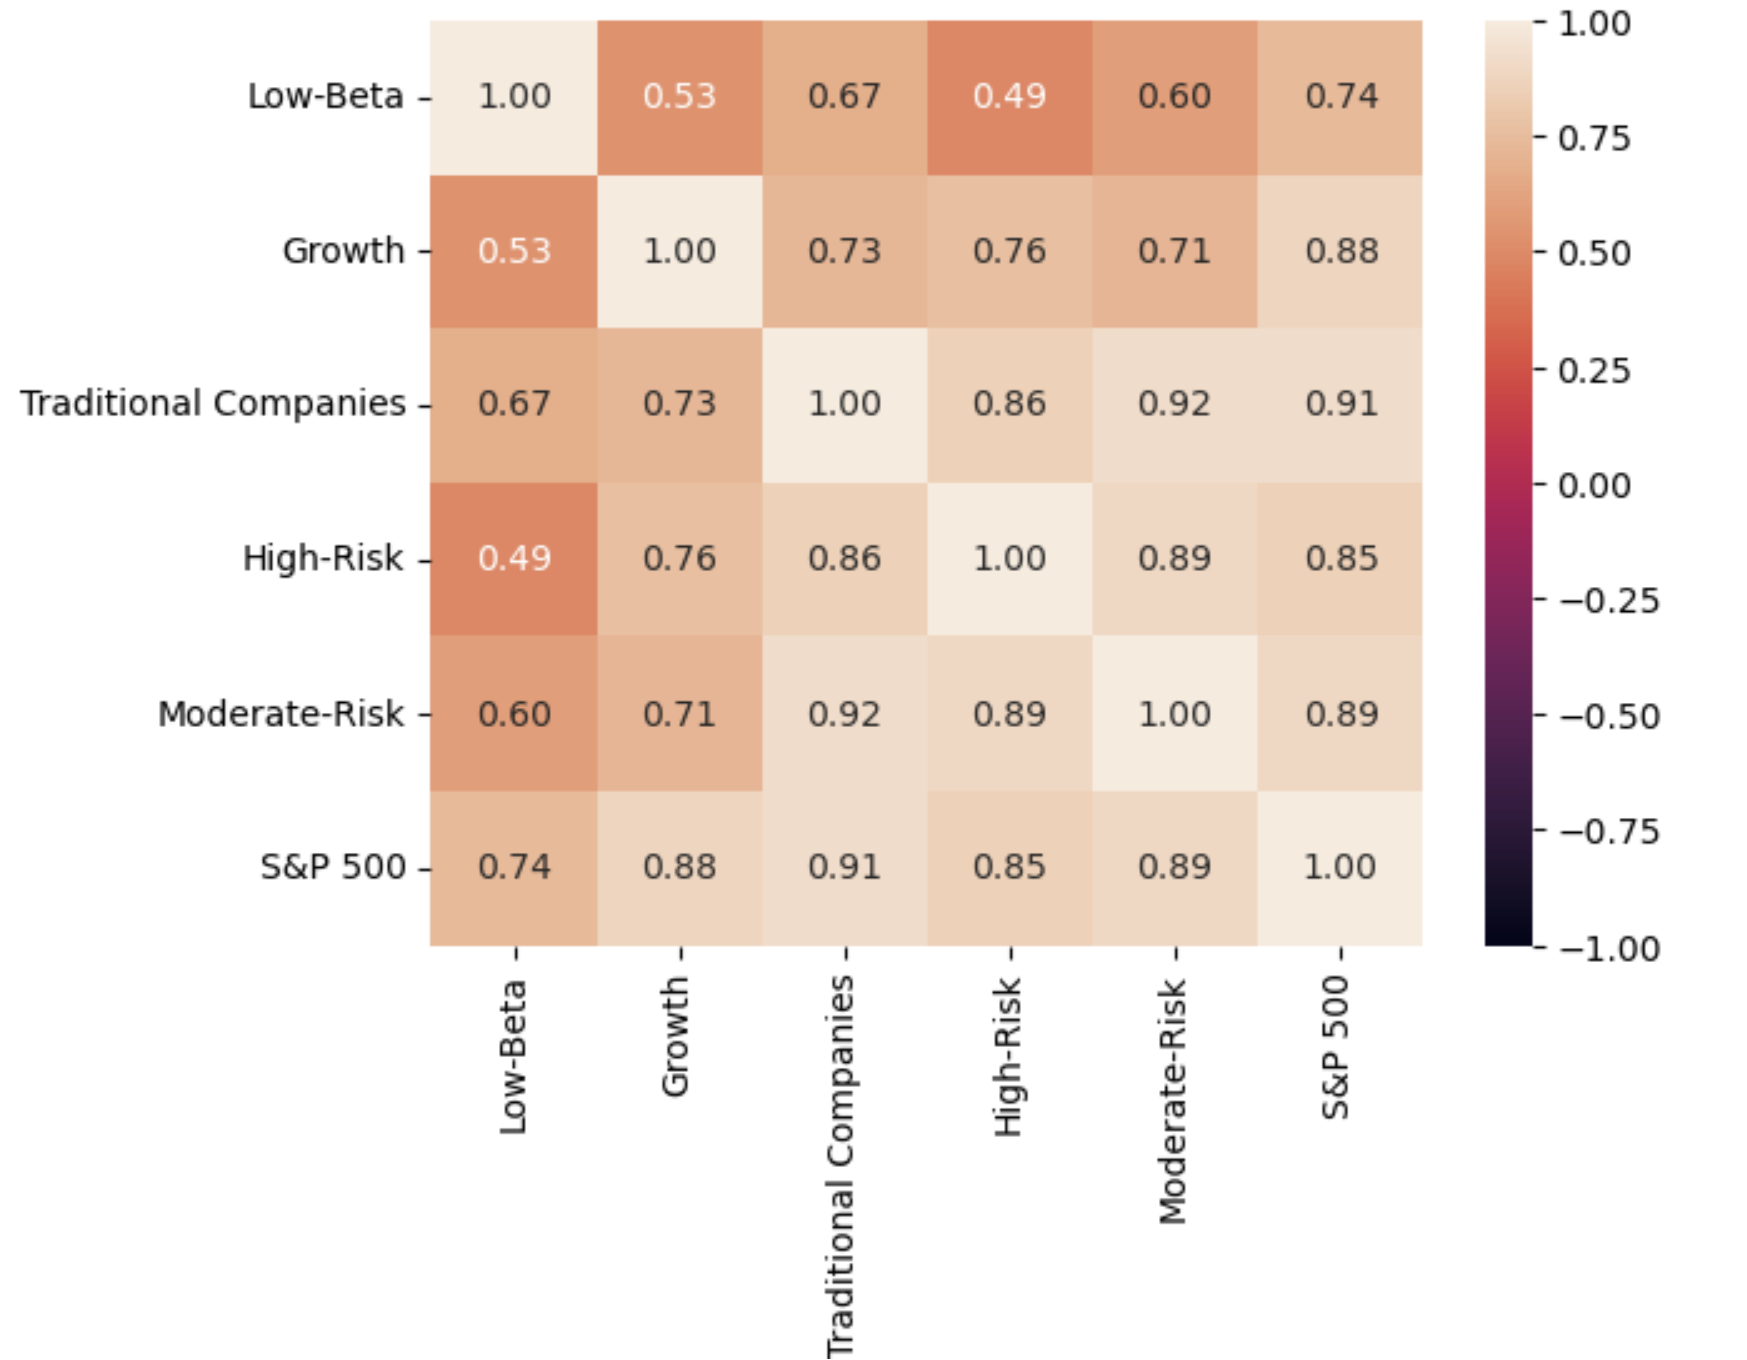 Low-Beta 1.00 0.53 0.67 0.49 0.60 0.74
Growth 0.53 1.00 0.73 0.76 0.71 0.88
Traditional Companies 0.67 0.73 1.00 0.86 0.92 0.91
High-Risk 0.49 0.76 0.86 1.00 0.89 0.85
Moderate-Risk 0.60 0.71 0.92 0.89 1.00 0.89
S&P 500 0.74 0.88 0.91 0.85 0.89 1.00
Low-Beta
Growth
Traditional Companies
High-Risk
Moderate-Risk
S&P 500
1.00
0.75
0.50
0.25
0.00
−0.25
−0.50
−0.75
−1.00